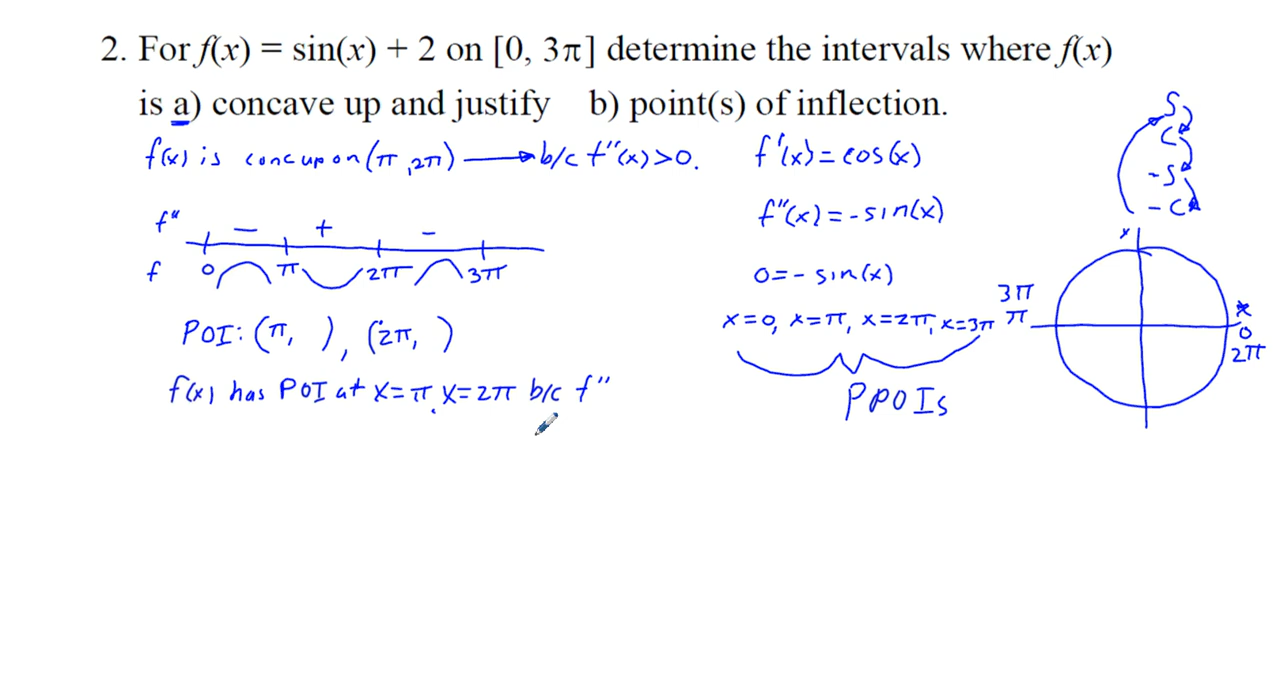 2. For f(x) = sin(x) + 2 on [0, 3π] determine the intervals where f(x)
is a) concave up and justify b) point(s) of inflection.
f(x) is conc up on (π, 2π) → b/c f"(x) > 0.
f" − + −
f 0 π 2π 3π
POI: (π, ), (2π, )
f(x) has POI at x=π, x=2π b/c f"
f'(x) = cos(x)
f"(x) = -sin(x)
0 = - sin(x)
x=0, x=π, x=2π, x=3π
PPOIs
S
C
-S
-C
3π
π
0
2π